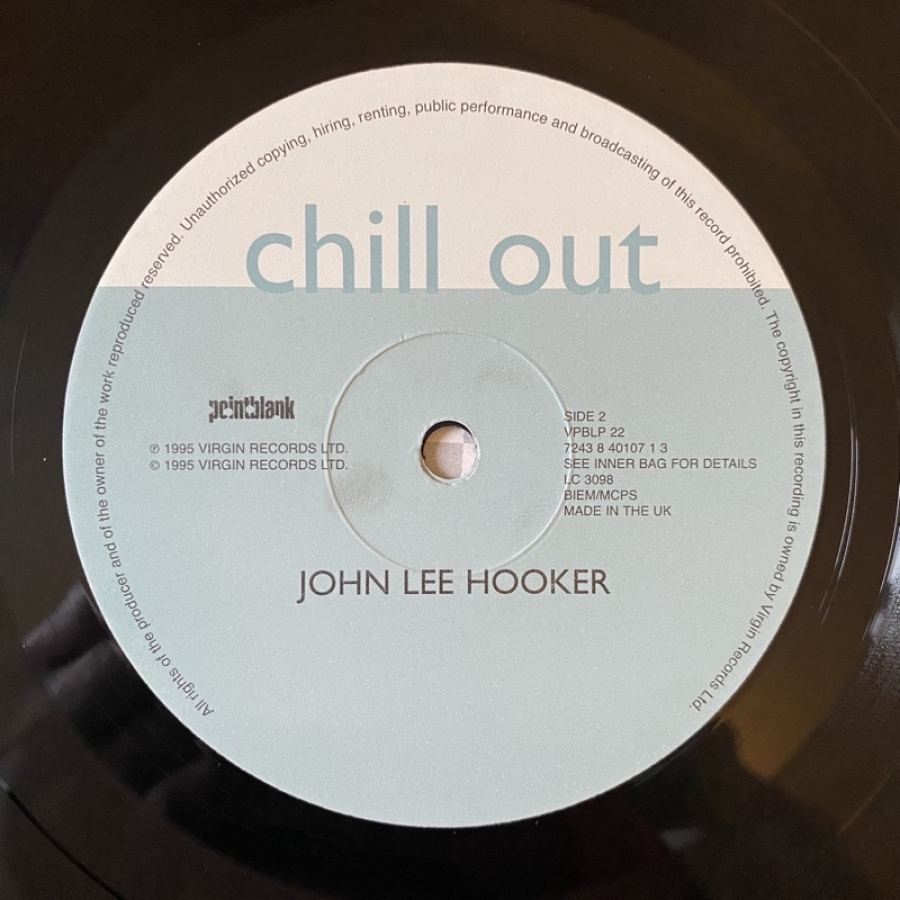 All rights of the producer and of the owner of the work reproduced reserved. Unauthorized copying, hiring, renting, public performance and broadcasting of this record prohibited. The copyright in this recording is owned by Virgin Records Ltd.
chill out
pointblank
℗ 1995 VIRGIN RECORDS LTD.
© 1995 VIRGIN RECORDS LTD.
SIDE 2
VPBLP 22
7243 8 40107 1 3
SEE INNER BAG FOR DETAILS
LC 3098
BIEM/MCPS
MADE IN THE UK
JOHN LEE HOOKER